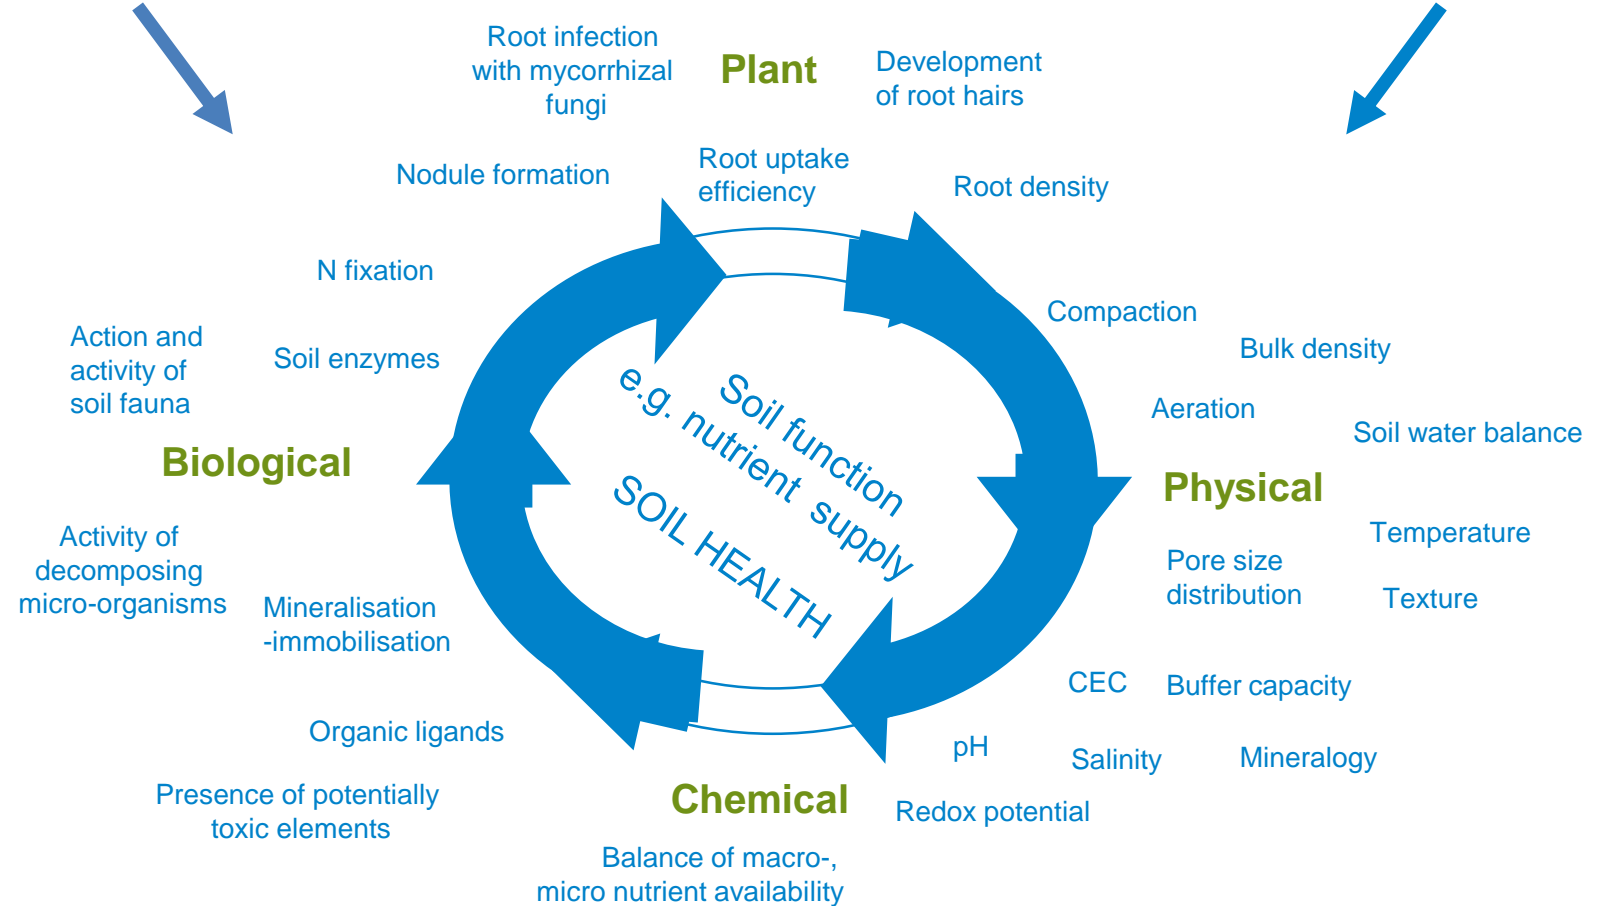 Root infection
with mycorrhizal
fungi
Plant
Development
of root hairs
Nodule formation
Root uptake
efficiency
Root density
N fixation
Compaction
Action and
activity of
soil fauna
Soil enzymes
Bulk density
Aeration
Soil water balance
Biological
Soil function
e.g. nutrient supply
SOIL HEALTH
Physical
Activity of
decomposing
micro-organisms
Mineralisation
-immobilisation
Temperature
Pore size
distribution
Texture
CEC
Buffer capacity
Organic ligands
pH
Salinity
Mineralogy
Presence of potentially
toxic elements
Chemical
Redox potential
Balance of macro-,
micro nutrient availability